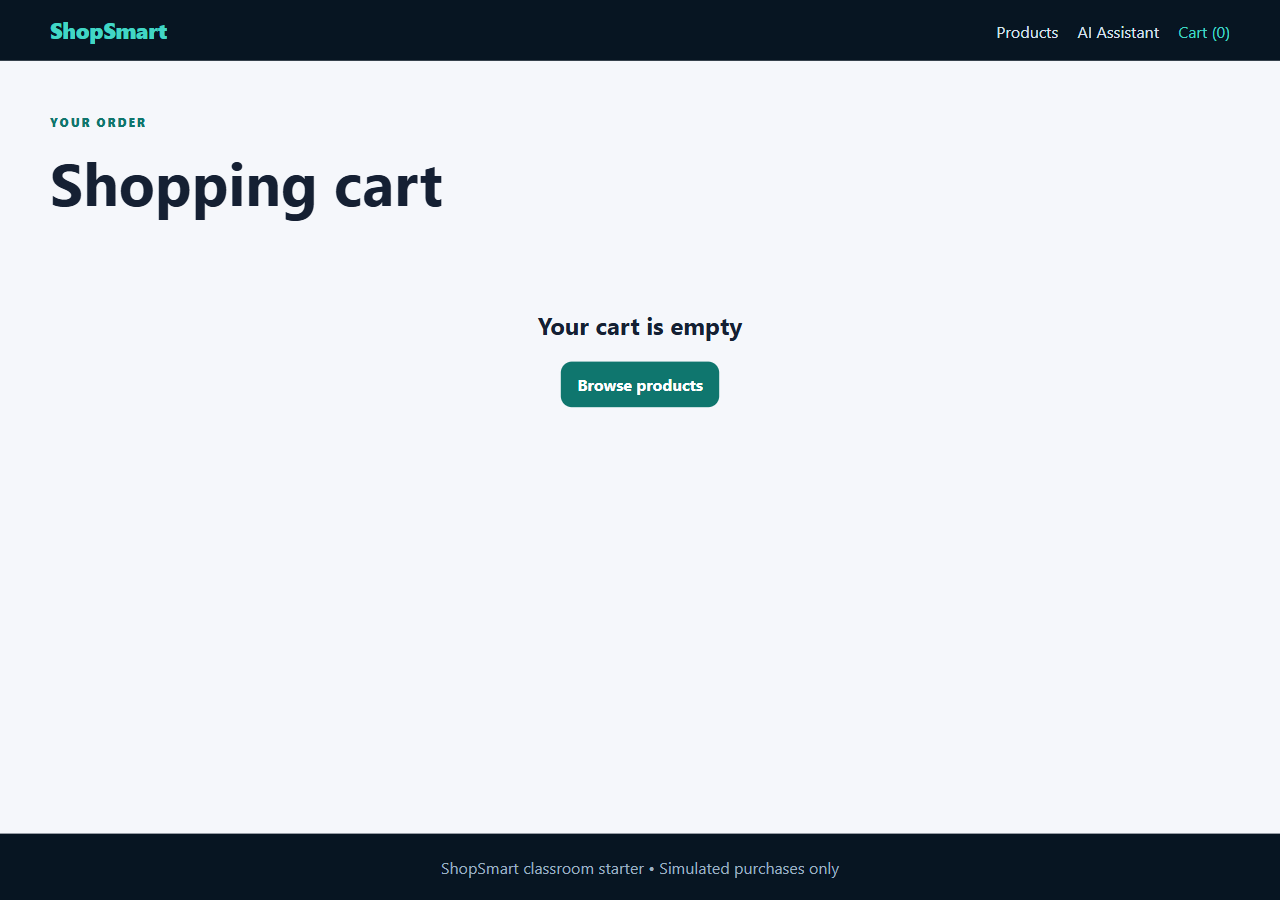 ShopSmart
Products AI Assistant Cart (0)
YOUR ORDER
Shopping cart
Your cart is empty
Browse products
ShopSmart classroom starter • Simulated purchases only